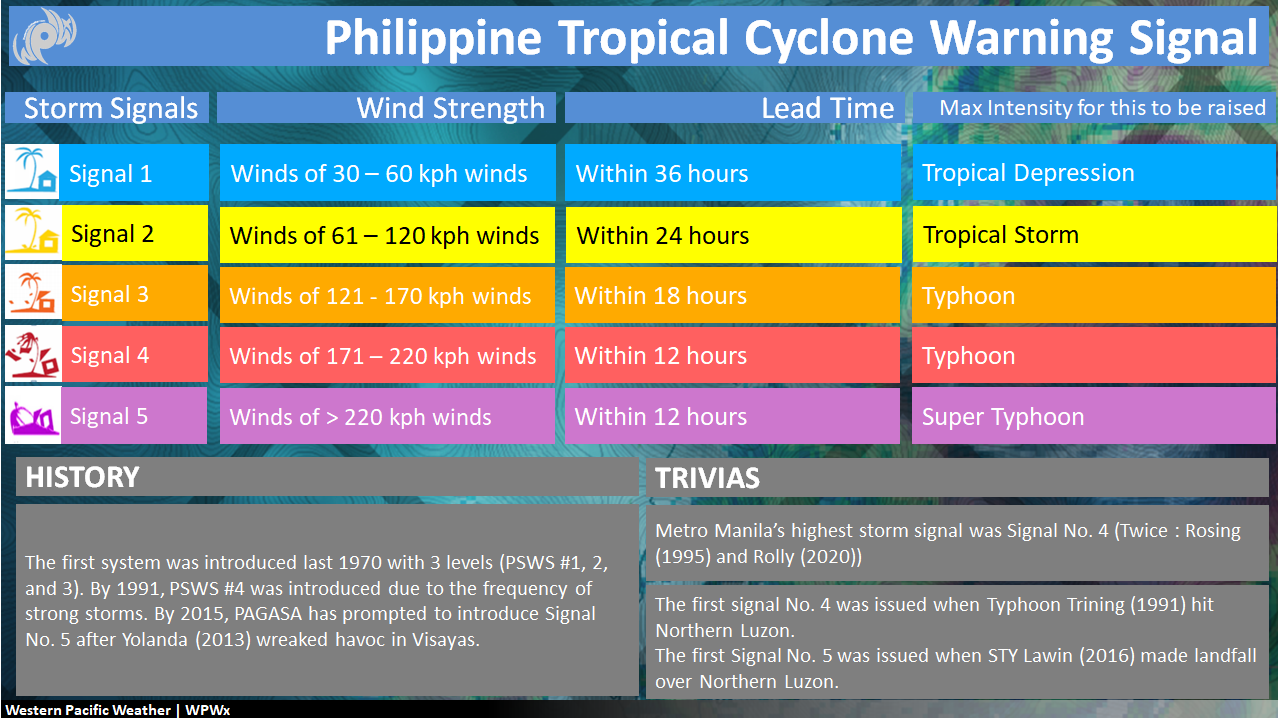 Philippine Tropical Cyclone Warning Signal
Storm Signals Wind Strength Lead Time Max Intensity for this to be raised
Signal 1 Winds of 30 – 60 kph winds Within 36 hours Tropical Depression
Signal 2 Winds of 61 – 120 kph winds Within 24 hours Tropical Storm
Signal 3 Winds of 121 - 170 kph winds Within 18 hours Typhoon
Signal 4 Winds of 171 – 220 kph winds Within 12 hours Typhoon
Signal 5 Winds of > 220 kph winds Within 12 hours Super Typhoon
HISTORY
The first system was introduced last 1970 with 3 levels (PSWS #1, 2,
and 3). By 1991, PSWS #4 was introduced due to the frequency of
strong storms. By 2015, PAGASA has prompted to introduce Signal
No. 5 after Yolanda (2013) wreaked havoc in Visayas.
TRIVIAS
Metro Manila’s highest storm signal was Signal No. 4 (Twice : Rosing
(1995) and Rolly (2020))
The first signal No. 4 was issued when Typhoon Trining (1991) hit
Northern Luzon.
The first Signal No. 5 was issued when STY Lawin (2016) made landfall
over Northern Luzon.
Western Pacific Weather | WPWx